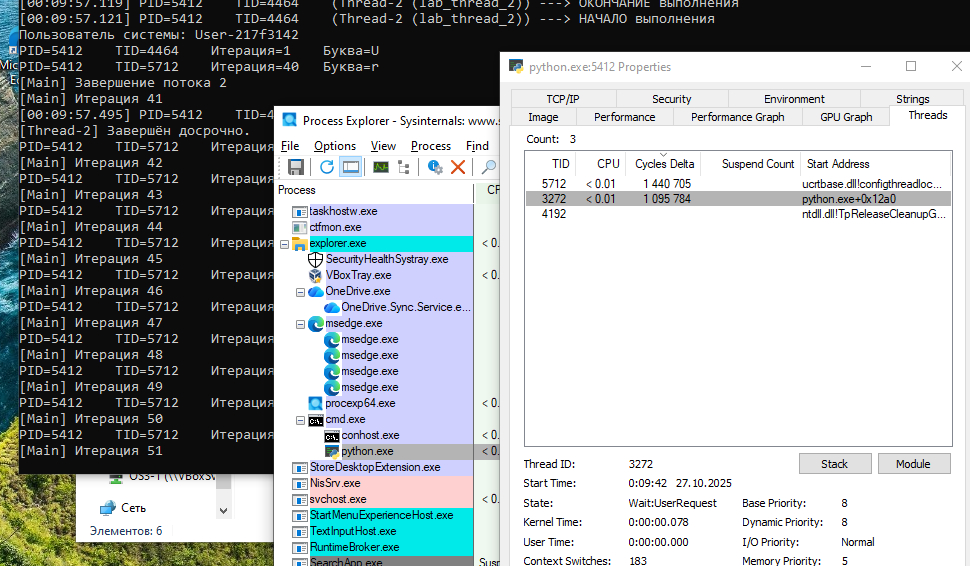 [00:09:57.119] PID=5412 TID=4464 (Thread-2 (lab_thread_2)) ---> ОКОНЧАНИЕ выполнения
[00:09:57.121] PID=5412 TID=4464 (Thread-2 (lab_thread_2)) ---> НАЧАЛО выполнения
Пользователь системы: User-217f3142
PID=5412 TID=4464 Итерация=1 Буква=U
PID=5412 TID=5712 Итерация=40 Буква=r
[Main] Завершение потока 2
[Main] Итерация 41
[00:09:57.495] PID=5412 TID=4
[Thread-2] Завершён досрочно.
PID=5412 TID=5712 Итерация
[Main] Итерация 42
PID=5412 TID=5712 Итерация
[Main] Итерация 43
PID=5412 TID=5712 Итерация
[Main] Итерация 44
PID=5412 TID=5712 Итерация
[Main] Итерация 45
PID=5412 TID=5712 Итерация
[Main] Итерация 46
PID=5412 TID=5712 Итерация
[Main] Итерация 47
PID=5412 TID=5712 Итерация
[Main] Итерация 48
PID=5412 TID=5712 Итерация
[Main] Итерация 49
PID=5412 TID=5712 Итерация
[Main] Итерация 50
PID=5412 TID=5712 Итерация
[Main] Итерация 51
Сеть
Элементов: 6
Process Explorer - Sysinternals: www.s
File Options View Process Find
Process CP
taskhostw.exe
ctfmon.exe
explorer.exe < 0.
SecurityHealthSystray.exe
VBoxTray.exe < 0.
OneDrive.exe
OneDrive.Sync.Service.e...
msedge.exe
msedge.exe
msedge.exe
msedge.exe
msedge.exe
procexp64.exe < 0.
cmd.exe
conhost.exe < 0.
python.exe < 0.
StoreDesktopExtension.exe
NisSrv.exe
svchost.exe < 0.
StartMenuExperienceHost.exe
TextInputHost.exe
RuntimeBroker.exe
SearchApp.exe Susp
python.exe:5412 Properties
TCP/IP Security Environment Strings
Image Performance Performance Graph GPU Graph Threads
Count: 3
TID CPU Cycles Delta Suspend Count Start Address
5712 < 0.01 1 440 705 ucrtbase.dll!configthreadloc...
3272 < 0.01 1 095 784 python.exe+0x12a0
4192 ntdll.dll!TpReleaseCleanupG...
Thread ID: 3272 Stack Module
Start Time: 0:09:42 27.10.2025
State: Wait:UserRequest Base Priority: 8
Kernel Time: 0:00:00.078 Dynamic Priority: 8
User Time: 0:00:00.000 I/O Priority: Normal
Context Switches: 183 Memory Priority: 5